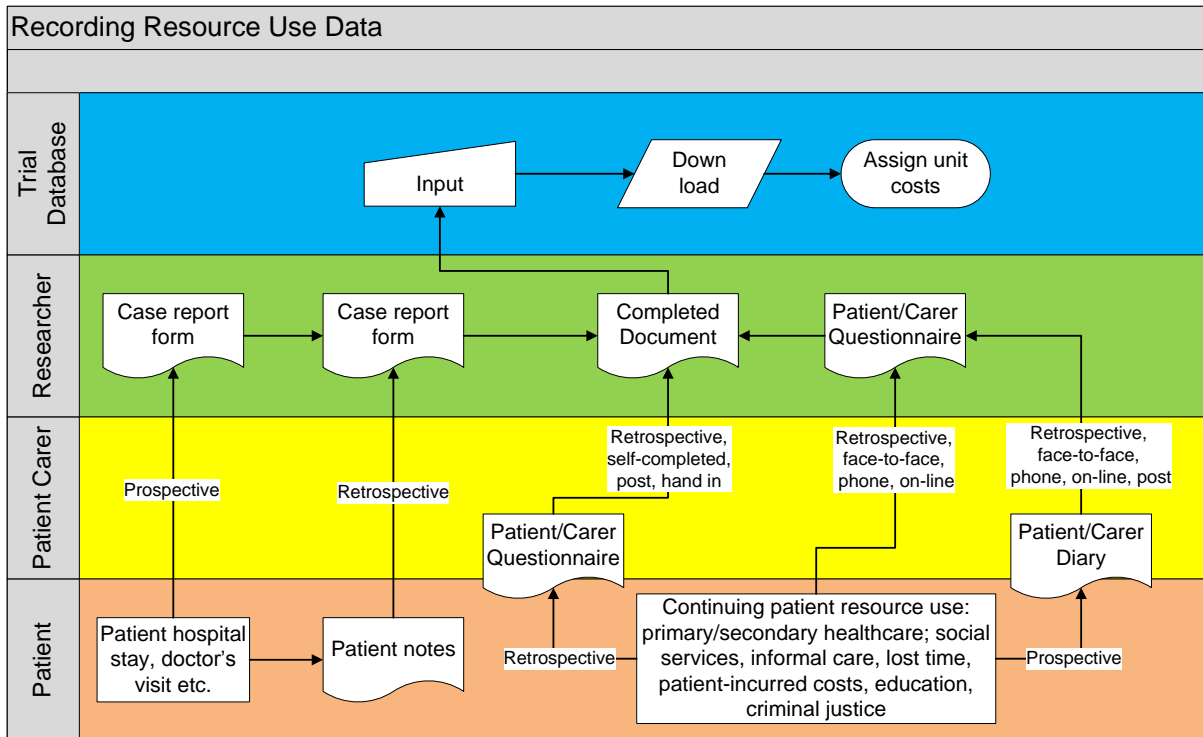 Recording Resource Use Data
Trial
Database
Input
Down
load
Assign unit
costs
Researcher
Case report
form
Case report
form
Completed
Document
Patient/Carer
Questionnaire
Patient Carer
Prospective
Retrospective
Retrospective,
self-completed,
post, hand in
Retrospective,
face-to-face,
phone, on-line
Retrospective,
face-to-face,
phone, on-line, post
Patient/Carer
Questionnaire
Patient/Carer
Diary
Patient
Patient hospital
stay, doctor's
visit etc.
Patient notes
Retrospective
Continuing patient resource use:
primary/secondary healthcare; social
services, informal care, lost time,
patient-incurred costs, education,
criminal justice
Prospective